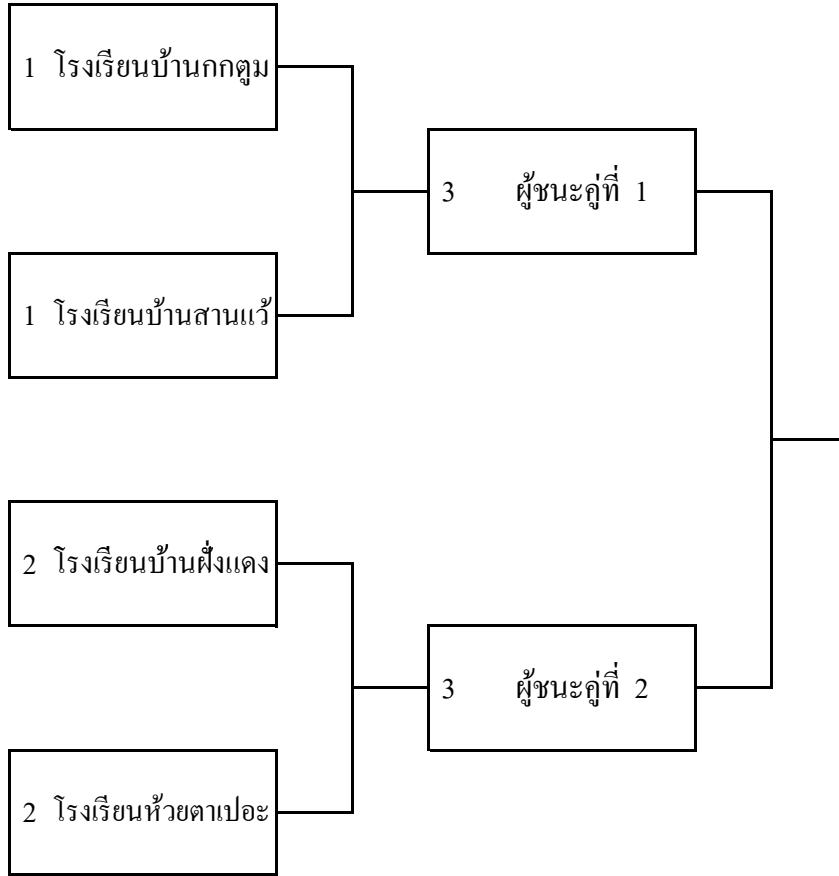 1 โรงเรียนบ้านกกตูม
3 ผู้ชนะคู่ที่ 1
1 โรงเรียนบ้านสานแว้
2 โรงเรียนบ้านฝั่งแดง
3 ผู้ชนะคู่ที่ 2
2 โรงเรียนห้วยตาเปอะ